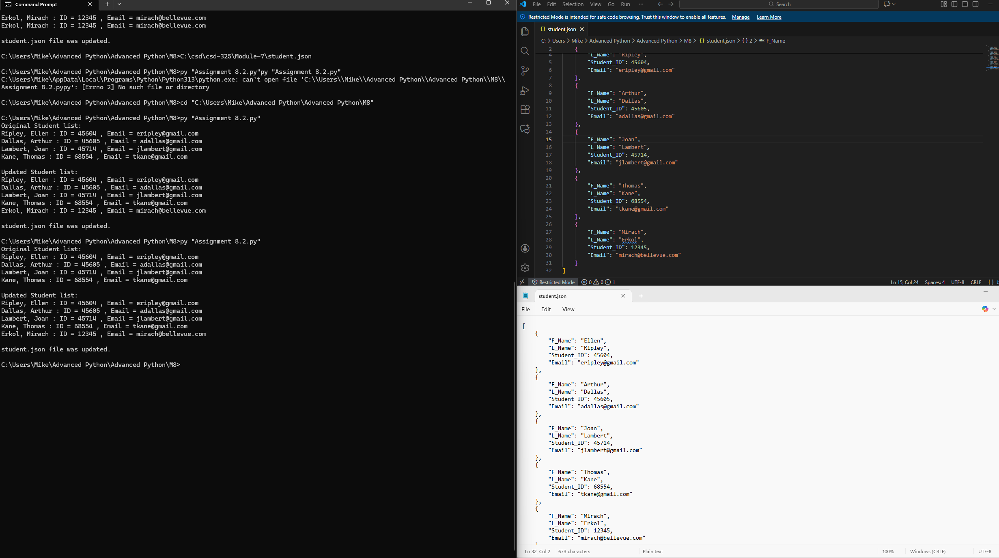 Command Prompt
Erkol, Mirach : ID = 12345 , Email = mirach@bellevue.com
Erkol, Mirach : ID = 12345 , Email = mirach@bellevue.com
student.json file was updated.
C:\Users\Mike\Advanced Python\Advanced Python\M8>C:\csd\csd-325\Module-7\student.json
C:\Users\Mike\Advanced Python\Advanced Python\M8>py "Assignment 8.2.py"py "Assignment 8.2.py"
C:\Users\Mike\AppData\Local\Programs\Python\Python313\python.exe: can't open file 'C:\\Users\\Mike\\Advanced Python\\Advanced Python\\M8\\
Assignment 8.2.pypy': [Errno 2] No such file or directory
C:\Users\Mike\Advanced Python\Advanced Python\M8>cd "C:\Users\Mike\Advanced Python\Advanced Python\M8"
C:\Users\Mike\Advanced Python\Advanced Python\M8>py "Assignment 8.2.py"
Original Student list:
Ripley, Ellen : ID = 45604 , Email = eripley@gmail.com
Dallas, Arthur : ID = 45605 , Email = adallas@gmail.com
Lambert, Joan : ID = 45714 , Email = jlambert@gmail.com
Kane, Thomas : ID = 68554 , Email = tkane@gmail.com
Updated Student list:
Ripley, Ellen : ID = 45604 , Email = eripley@gmail.com
Dallas, Arthur : ID = 45605 , Email = adallas@gmail.com
Lambert, Joan : ID = 45714 , Email = jlambert@gmail.com
Kane, Thomas : ID = 68554 , Email = tkane@gmail.com
Erkol, Mirach : ID = 12345 , Email = mirach@bellevue.com
student.json file was updated.
C:\Users\Mike\Advanced Python\Advanced Python\M8>py "Assignment 8.2.py"
Original Student list:
Ripley, Ellen : ID = 45604 , Email = eripley@gmail.com
Dallas, Arthur : ID = 45605 , Email = adallas@gmail.com
Lambert, Joan : ID = 45714 , Email = jlambert@gmail.com
Kane, Thomas : ID = 68554 , Email = tkane@gmail.com
Updated Student list:
Ripley, Ellen : ID = 45604 , Email = eripley@gmail.com
Dallas, Arthur : ID = 45605 , Email = adallas@gmail.com
Lambert, Joan : ID = 45714 , Email = jlambert@gmail.com
Kane, Thomas : ID = 68554 , Email = tkane@gmail.com
Erkol, Mirach : ID = 12345 , Email = mirach@bellevue.com
student.json file was updated.
C:\Users\Mike\Advanced Python\Advanced Python\M8>
File Edit Selection View Go Run ··· Search
Restricted Mode is intended for safe code browsing. Trust this window to enable all features. Manage Learn More
{} student.json
C: > Users > Mike > Advanced Python > Advanced Python > M8 > {} student.json > { } 2 > abc F_Name
2 {
4 "L_Name": "Ripley",
5 "Student_ID": 45604,
6 "Email": "eripley@gmail.com"
7 },
8 {
9 "F_Name": "Arthur",
10 "L_Name": "Dallas",
11 "Student_ID": 45605,
12 "Email": "adallas@gmail.com"
13 },
14 {
15 "F_Name": "Joan",
16 "L_Name": "Lambert",
17 "Student_ID": 45714,
18 "Email": "jlambert@gmail.com"
19 },
20 {
21 "F_Name": "Thomas",
22 "L_Name": "Kane",
23 "Student_ID": 68554,
24 "Email": "tkane@gmail.com"
25 },
26 {
27 "F_Name": "Mirach",
28 "L_Name": "Erkol",
29 "Student_ID": 12345,
30 "Email": "mirach@bellevue.com"
31 }
32 ]
Restricted Mode 0 0 1 Ln 15, Col 24 Spaces: 4 UTF-8 CRLF { }
student.json
File Edit View
[
{
"F_Name": "Ellen",
"L_Name": "Ripley",
"Student_ID": 45604,
"Email": "eripley@gmail.com"
},
{
"F_Name": "Arthur",
"L_Name": "Dallas",
"Student_ID": 45605,
"Email": "adallas@gmail.com"
},
{
"F_Name": "Joan",
"L_Name": "Lambert",
"Student_ID": 45714,
"Email": "jlambert@gmail.com"
},
{
"F_Name": "Thomas",
"L_Name": "Kane",
"Student_ID": 68554,
"Email": "tkane@gmail.com"
},
{
"F_Name": "Mirach",
"L_Name": "Erkol",
"Student_ID": 12345,
"Email": "mirach@bellevue.com"
Ln 32, Col 2 673 characters Plain text 100% Windows (CRLF) UTF-8